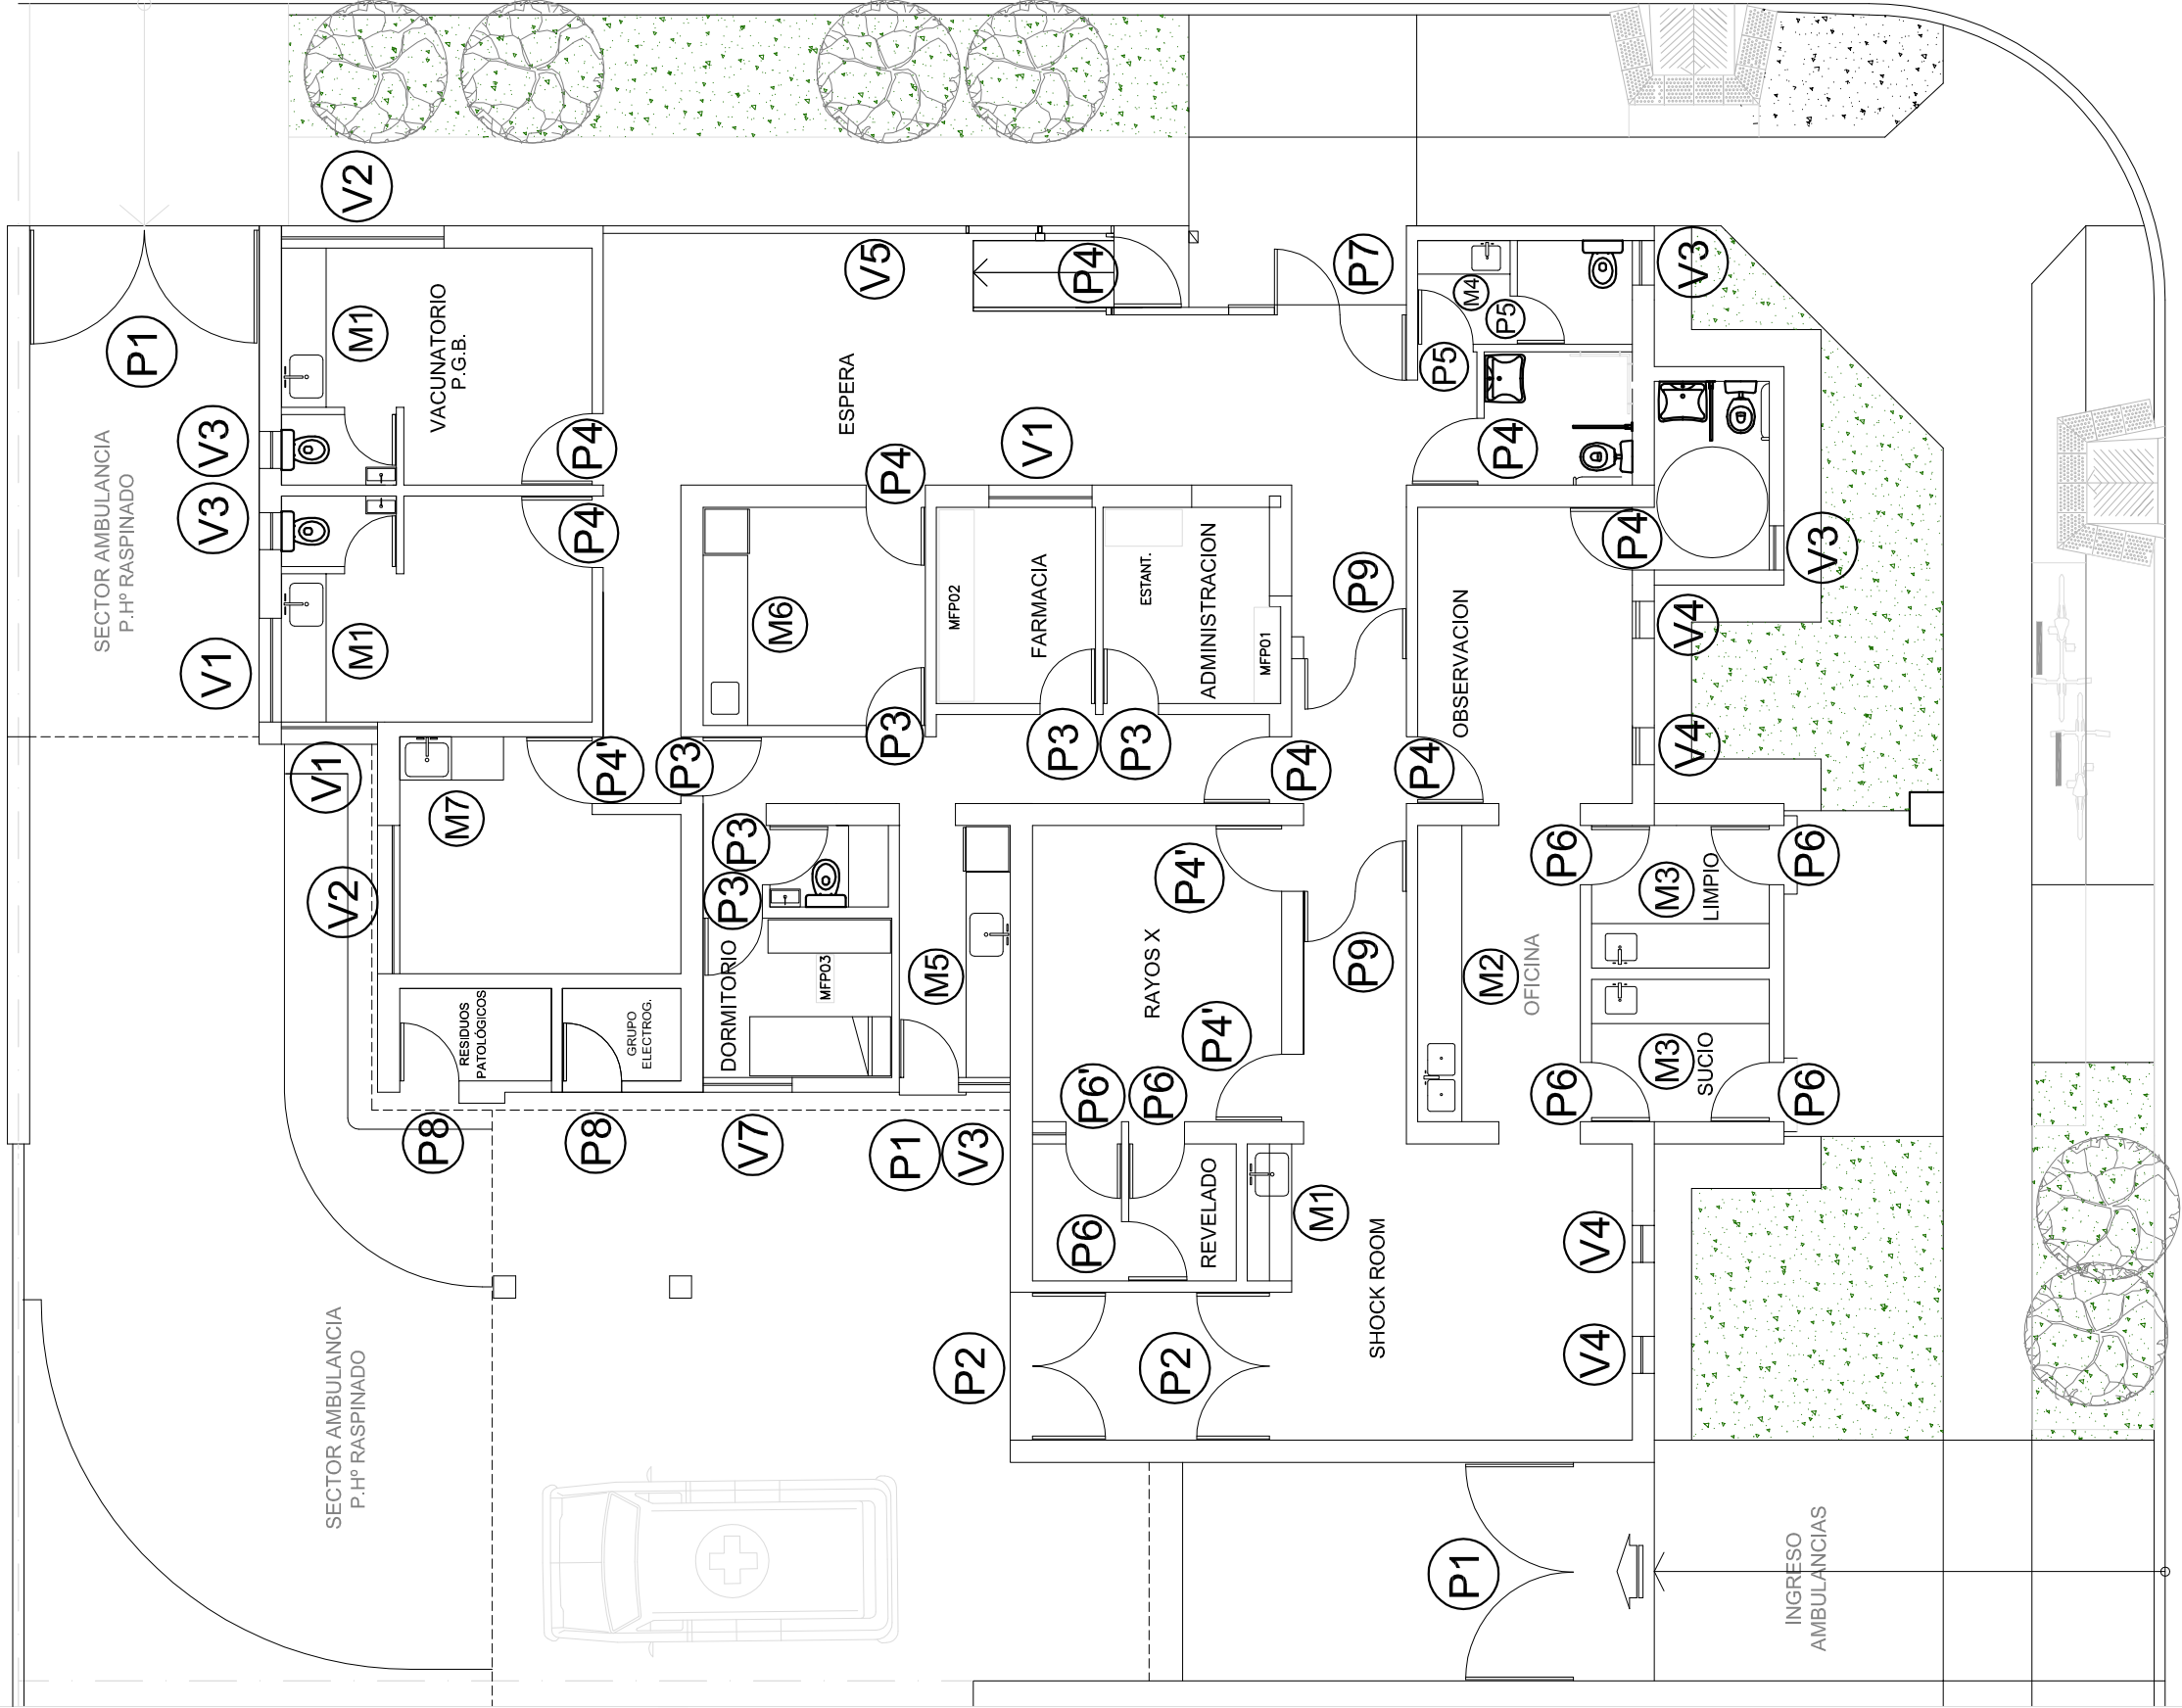 P1
SECTOR AMBULANCIA
P.Hº RASPINADO
V1
V3
V3
V2
V1
V2
SECTOR AMBULANCIA
P.Hº RASPINADO
M1
M1
VACUNATORIO
P.G.B.
P8
M7
RESIDUOS
PATOLÓGICOS
P8
P4'
P4
P4
GRUPO
ELECTROG.
P3
DORMITORIO
P3
P3
V7
M6
MFP03
ESPERA
V5
P1
P3
P4
M5
V3
P2
MFP02
FARMACIA
V1
P3
P4
P6
P6'
P3
ESTANT.
RAYOS X
P6
P2
P4'
P4'
ADMINISTRACION
REVELADO
MFP01
P4
M1
P9
P9
P7
SHOCK ROOM
P4
P5
OBSERVACION
P1
M4
M2
P5
P4
OFICINA
P6
P6
V4
V4
P4
M3
M3
V4
V4
V3
SUCIO
LIMPIO
P6
P6
V3
INGRESO
AMBULANCIAS